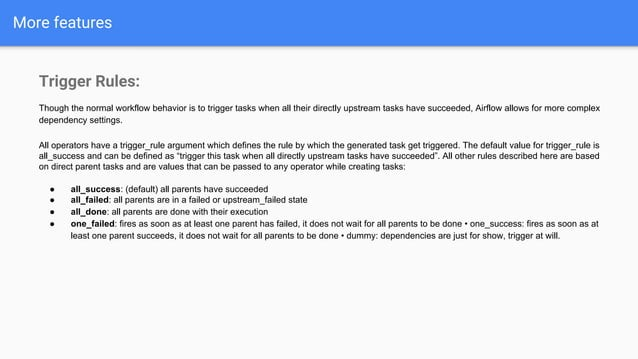 More features
Trigger Rules:
Though the normal workflow behavior is to trigger tasks when all their directly upstream tasks have succeeded, Airflow allows for more complex
dependency settings.
All operators have a trigger_rule argument which defines the rule by which the generated task get triggered. The default value for trigger_rule is
all_success and can be defined as “trigger this task when all directly upstream tasks have succeeded”. All other rules described here are based
on direct parent tasks and are values that can be passed to any operator while creating tasks:
● all_success: (default) all parents have succeeded
● all_failed: all parents are in a failed or upstream_failed state
● all_done: all parents are done with their execution
● one_failed: fires as soon as at least one parent has failed, it does not wait for all parents to be done • one_success: fires as soon as at
least one parent succeeds, it does not wait for all parents to be done • dummy: dependencies are just for show, trigger at will.